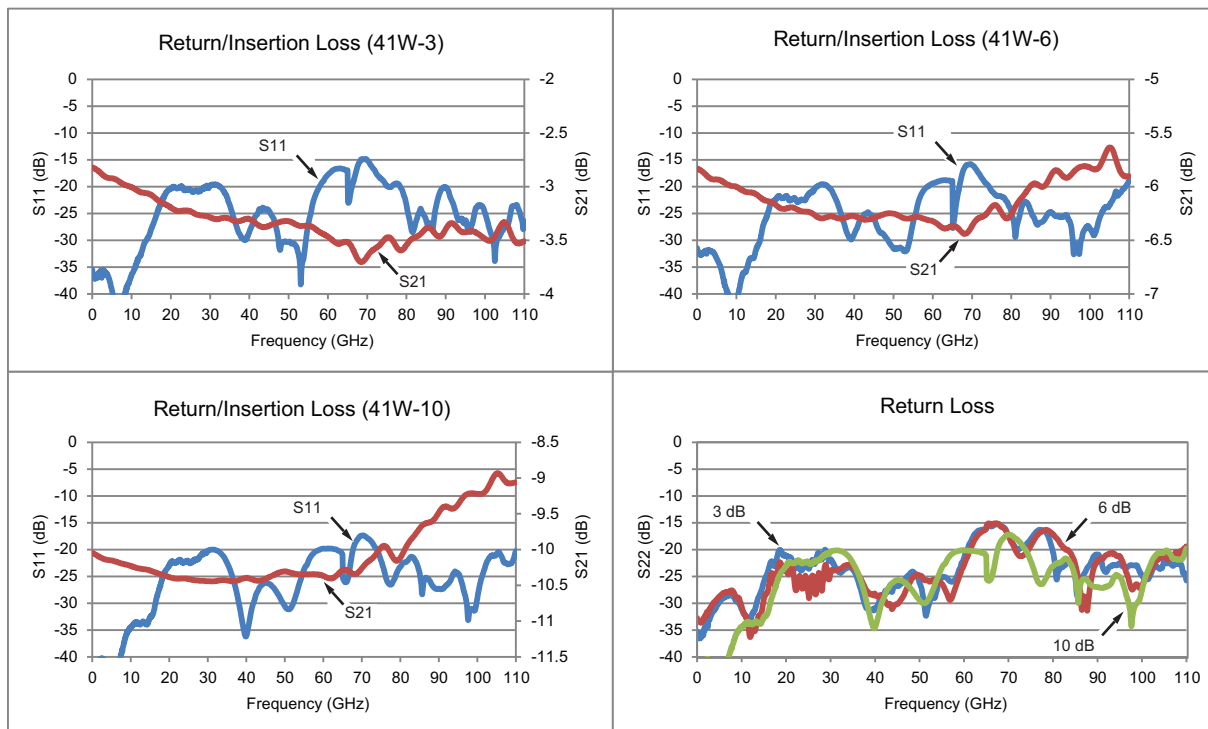 Return/Insertion Loss (41W-3)
0
-5
-10
-15
-20
-25
-30
-35
-40
S11 (dB)
-2
-2.5
-3
-3.5
-4
S21 (dB)
S11
S21
0 10 20 30 40 50 60 70 80 90 100 110
Frequency (GHz)
Return/Insertion Loss (41W-6)
0
-5
-10
-15
-20
-25
-30
-35
-40
S11 (dB)
-5
-5.5
-6
-6.5
-7
S21 (dB)
S11
S21
0 10 20 30 40 50 60 70 80 90 100 110
Frequency (GHz)
Return/Insertion Loss (41W-10)
0
-5
-10
-15
-20
-25
-30
-35
-40
S11 (dB)
-8.5
-9
-9.5
-10
-10.5
-11
-11.5
S21 (dB)
S11
S21
0 10 20 30 40 50 60 70 80 90 100 110
Frequency (GHz)
Return Loss
0
-5
-10
-15
-20
-25
-30
-35
-40
S22 (dB)
3 dB
6 dB
10 dB
0 10 20 30 40 50 60 70 80 90 100 110
Frequency (GHz)